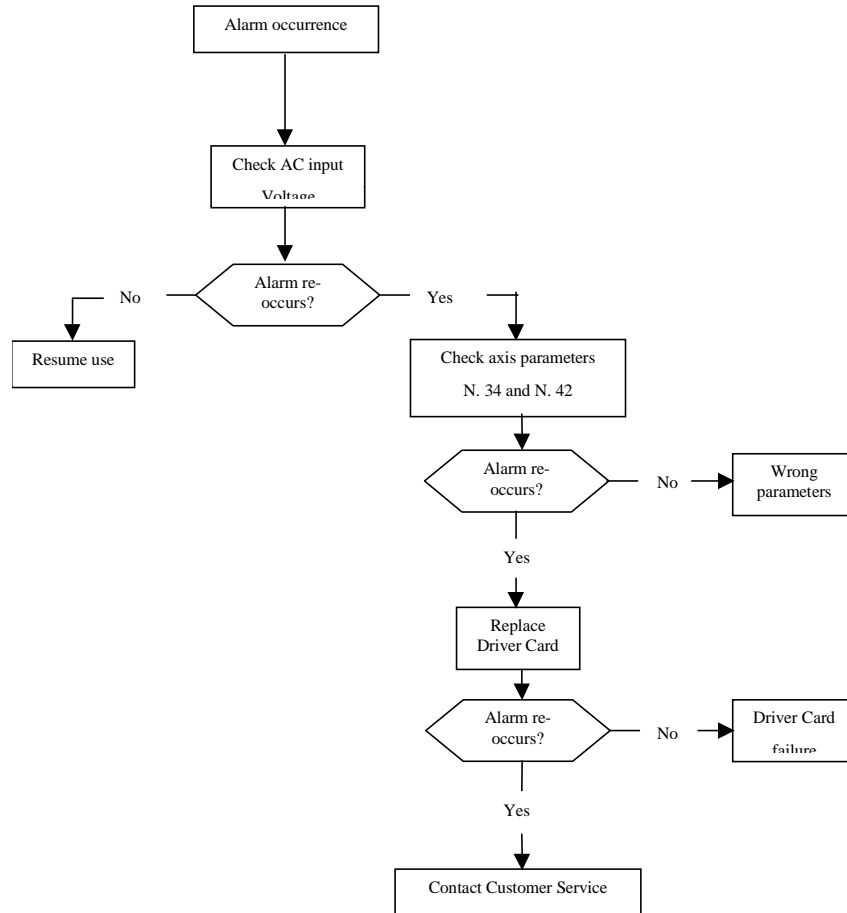 Alarm occurrence
Check AC input
Voltage
Alarm re-
occurs?
No
Yes
Resume use
Check axis parameters
N. 34 and N. 42
Alarm re-
occurs?
No
Wrong
parameters
Yes
Replace
Driver Card
Alarm re-
occurs?
No
Driver Card
failure
Yes
Contact Customer Service